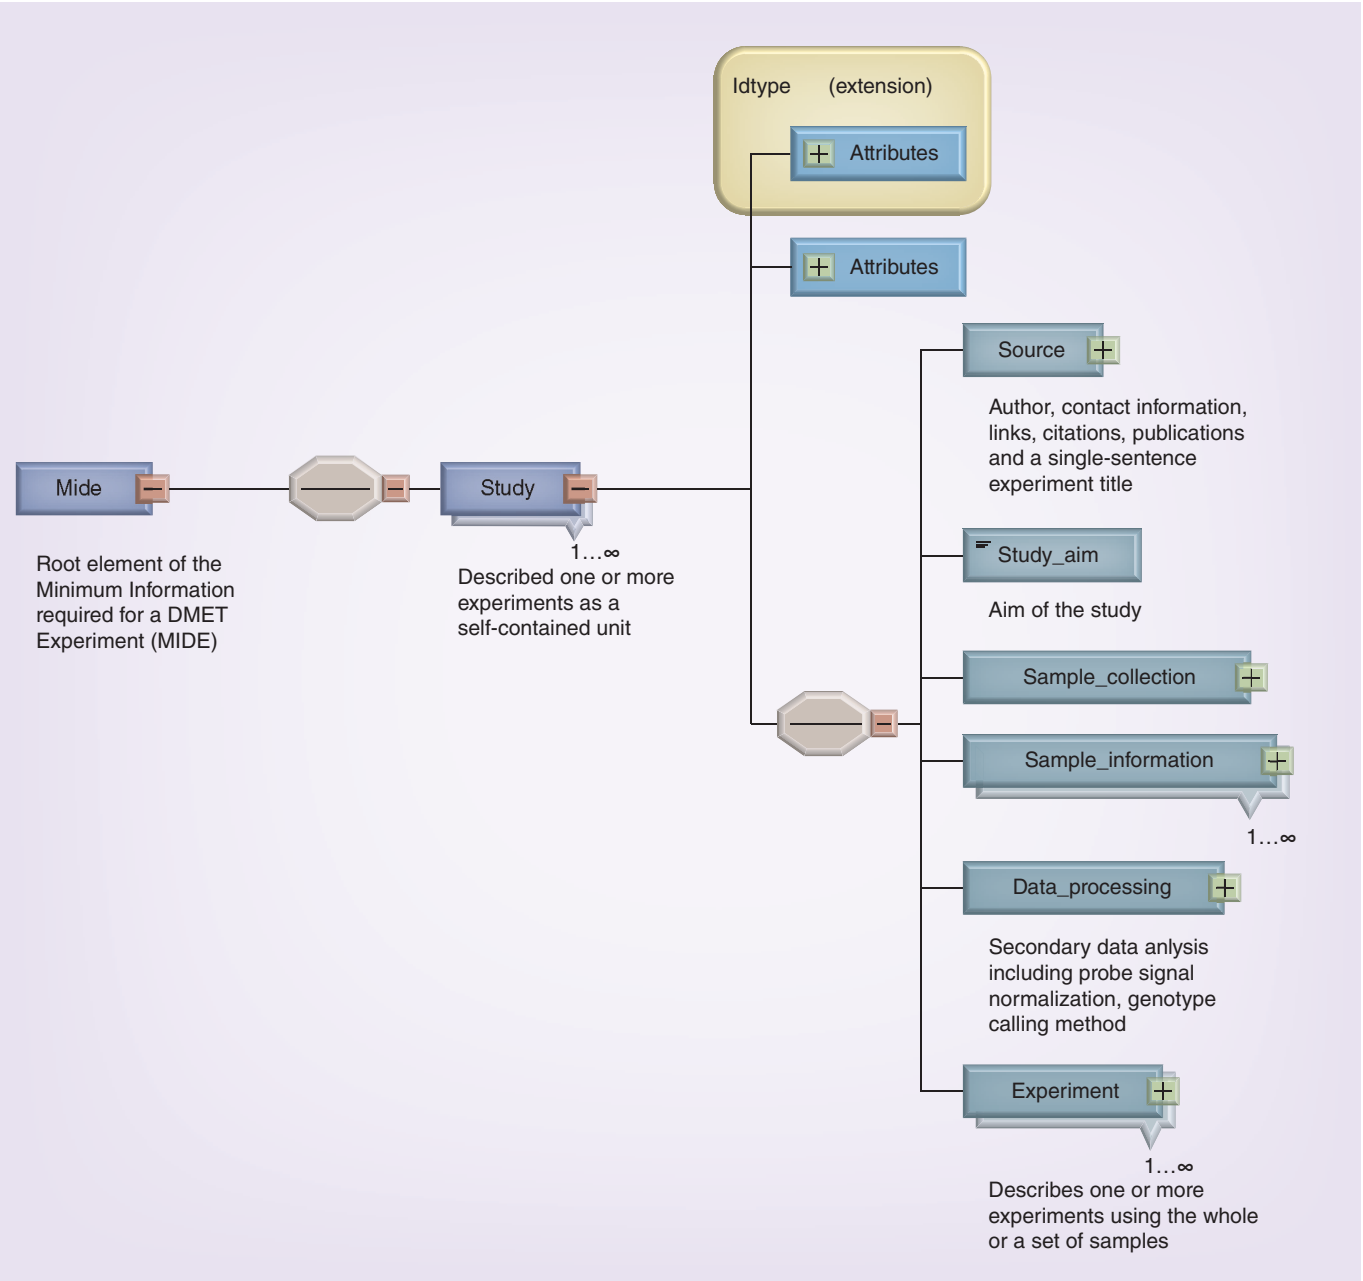 Idtype (extension)
Attributes
Attributes
Source
Author, contact information,
links, citations, publications
and a single-sentence
experiment title
Mide
Root element of the
Minimum Information
required for a DMET
Experiment (MIDE)
Study
1...∞
Described one or more
experiments as a
self-contained unit
Study_aim
Aim of the study
Sample_collection
Sample_information
1...∞
Data_processing
Secondary data anlysis
including probe signal
normalization, genotype
calling method
Experiment
1...∞
Describes one or more
experiments using the whole
or a set of samples